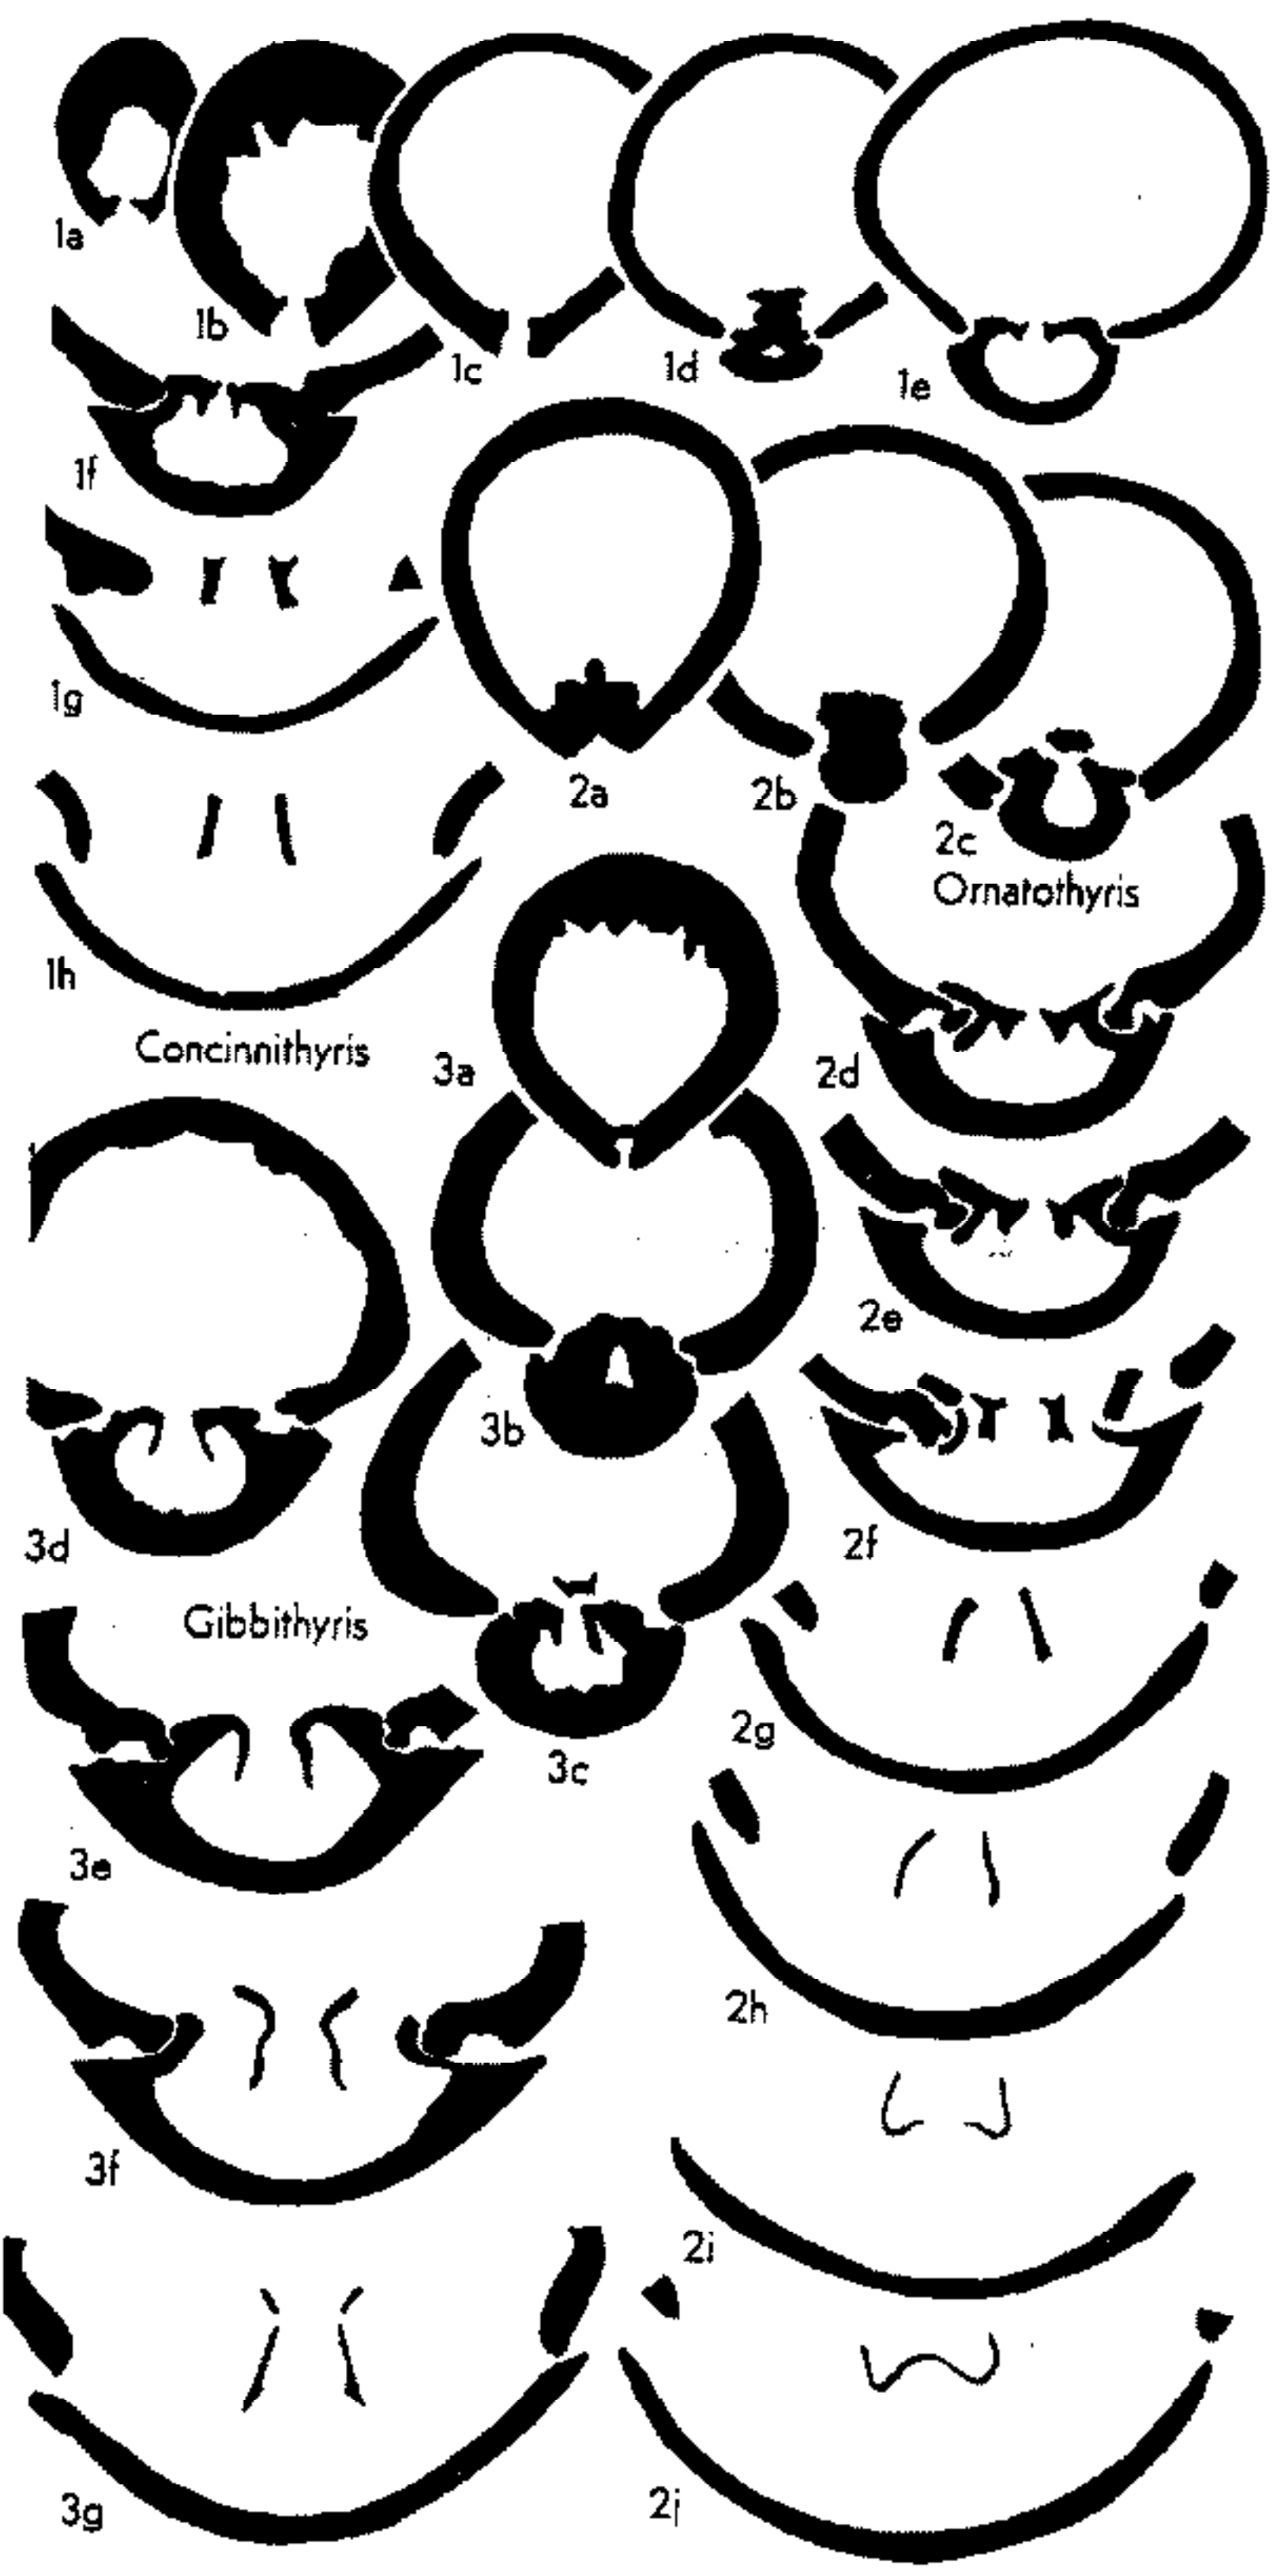 1a
1b
1c
1d
1e
1f
1g
2a
2b
2c
Ornatothyris
1h
Concinnithyris
3a
2d
2e
3b
3d
2f
Gibbithyris
2g
3c
3e
2h
3f
2i
3g
2j